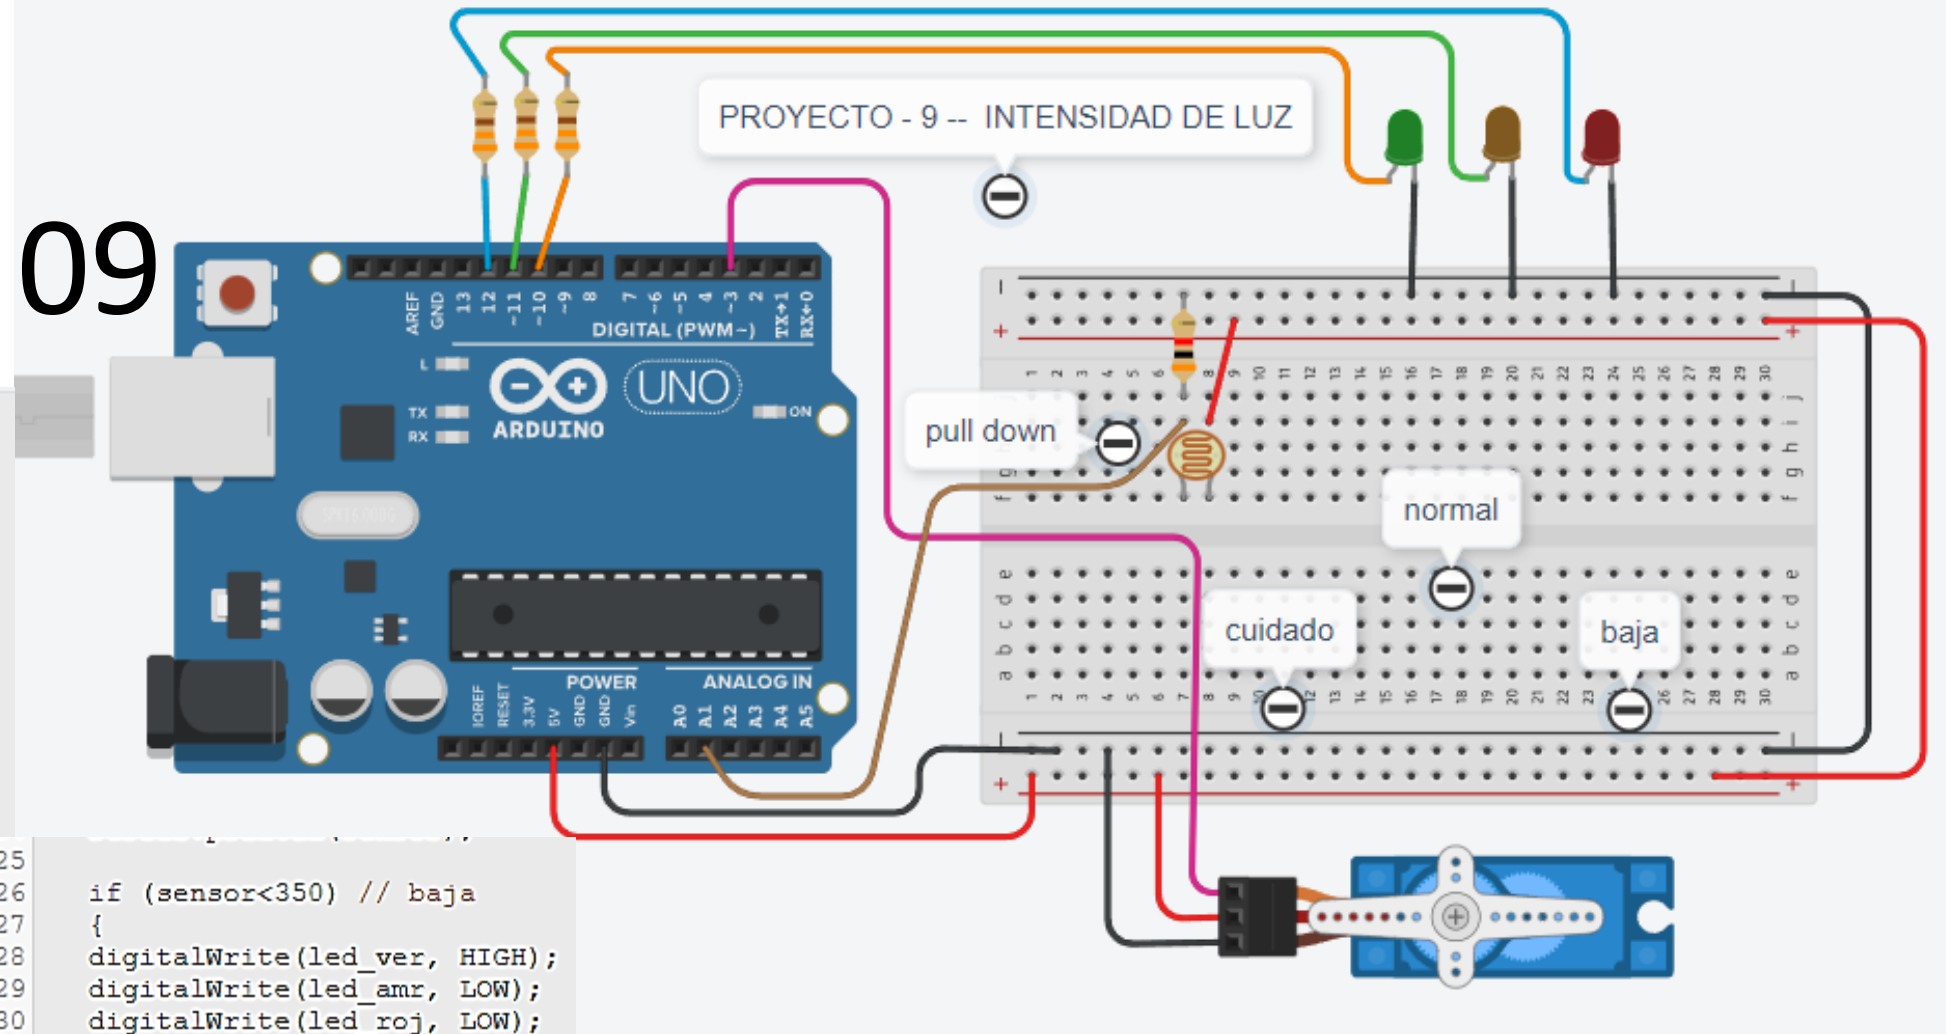 PROYECTO - 9 --  INTENSIDAD DE LUZ
09
AREF
GND
13
12
~11
~10
~9
8
7
~6
~5
4
~3
2
TX→1
RX←0
DIGITAL (PWM~)
L
TX
RX
ON
UNO
ARDUINO
POWER
ANALOG IN
IOREF
RESET
3.3V
5V
GND
GND
Vin
A0
A1
A2
A3
A4
A5
pull down
normal
cuidado
baja
25
26 if (sensor<350) // baja
27 {
28 digitalWrite(led_ver, HIGH);
29 digitalWrite(led_amr, LOW);
30 digitalWrite(led_roj, LOW);